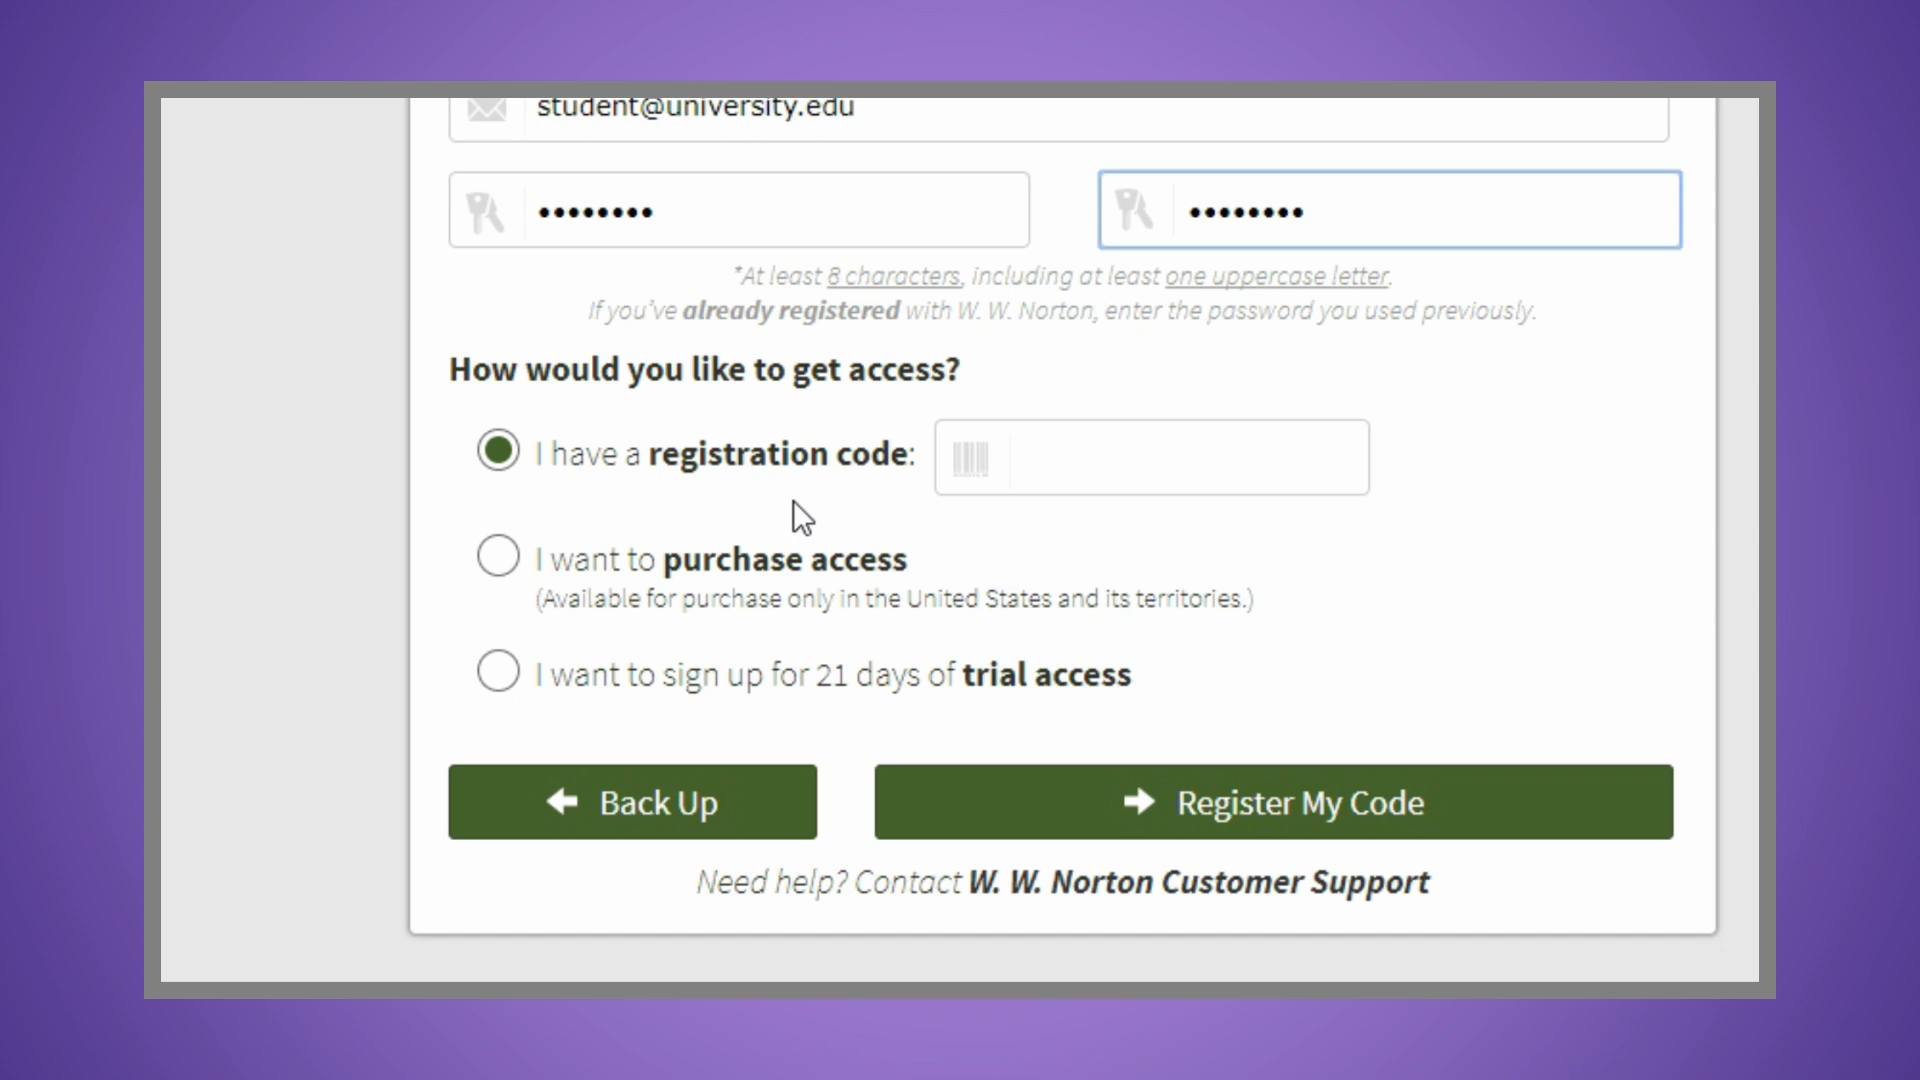 student@university.edu
•••••••• ••••••••
*At least 8 characters, including at least one uppercase letter.
If you've already registered with W. W. Norton, enter the password you used previously.
How would you like to get access?
I have a registration code:
I want to purchase access
(Available for purchase only in the United States and its territories.)
I want to sign up for 21 days of trial access
Back Up
Register My Code
Need help? Contact W. W. Norton Customer Support